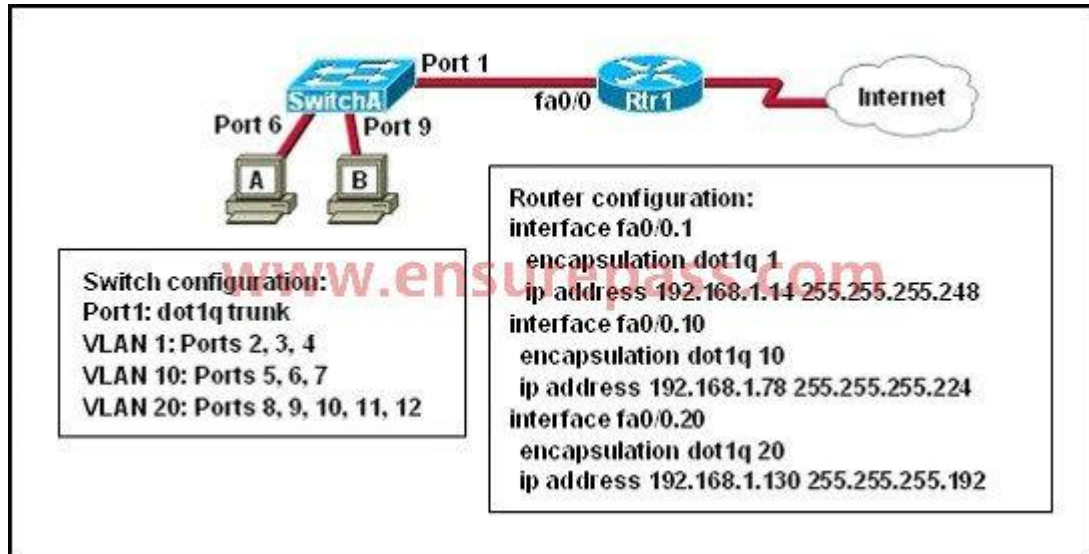 Port 1
SwitchA
fa0/0
Rtr1
Internet
Port 6
Port 9
A
B
Switch configuration:
Port1: dot1q trunk
VLAN 1: Ports 2, 3, 4
VLAN 10: Ports 5, 6, 7
VLAN 20: Ports 8, 9, 10, 11, 12
Router configuration:
interface fa0/0.1
encapsulation dot1q 1
ip address 192.168.1.14 255.255.255.248
interface fa0/0.10
encapsulation dot1q 10
ip address 192.168.1.78 255.255.255.224
interface fa0/0.20
encapsulation dot1q 20
ip address 192.168.1.130 255.255.255.192
www.ensurepass.com